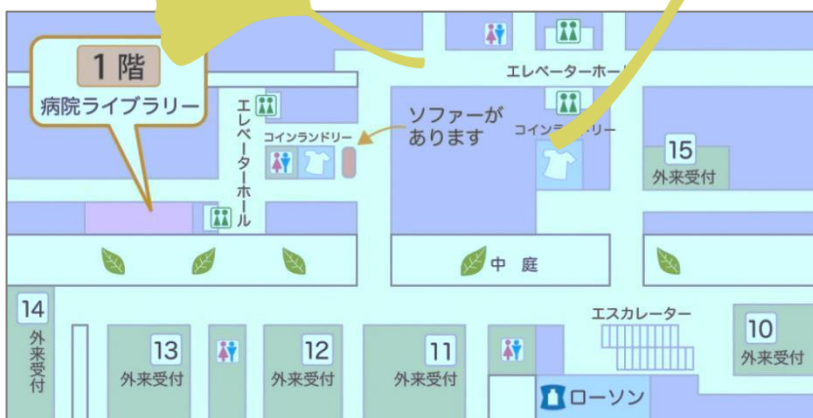 1階
病院ライブラリー
エレベーターホール
エレベーターホール
コインランドリー
ソファーが
あります
コインランドリー
15
外来受付
中庭
14
外来受付
13
外来受付
12
外来受付
11
外来受付
エスカレーター
10
外来受付
ローソン